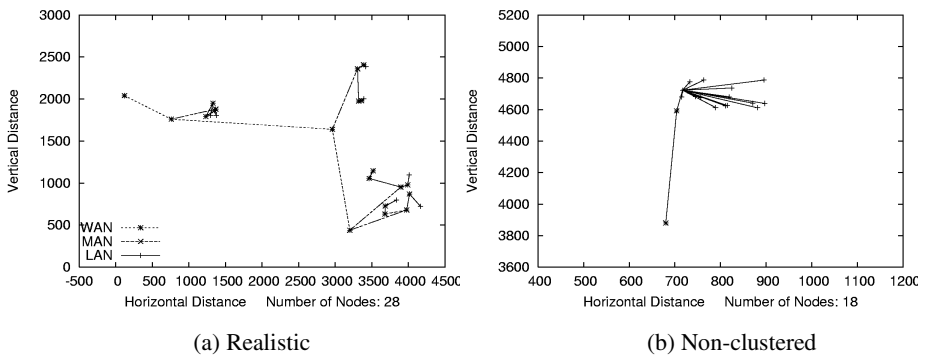 3000
2500
2000
1500
1000
500
0
Vertical Distance
WAN
MAN
LAN
-500 0 500 1000 1500 2000 2500 3000 3500 4000 450
Horizontal Distance Number of Nodes: 28
(a) Realistic
5200
5000
4800
4600
4400
4200
4000
3800
3600
Vertical Distance
400 500 600 700 800 900 1000 1100 120
Horizontal Distance Number of Nodes: 18
(b) Non-clustered